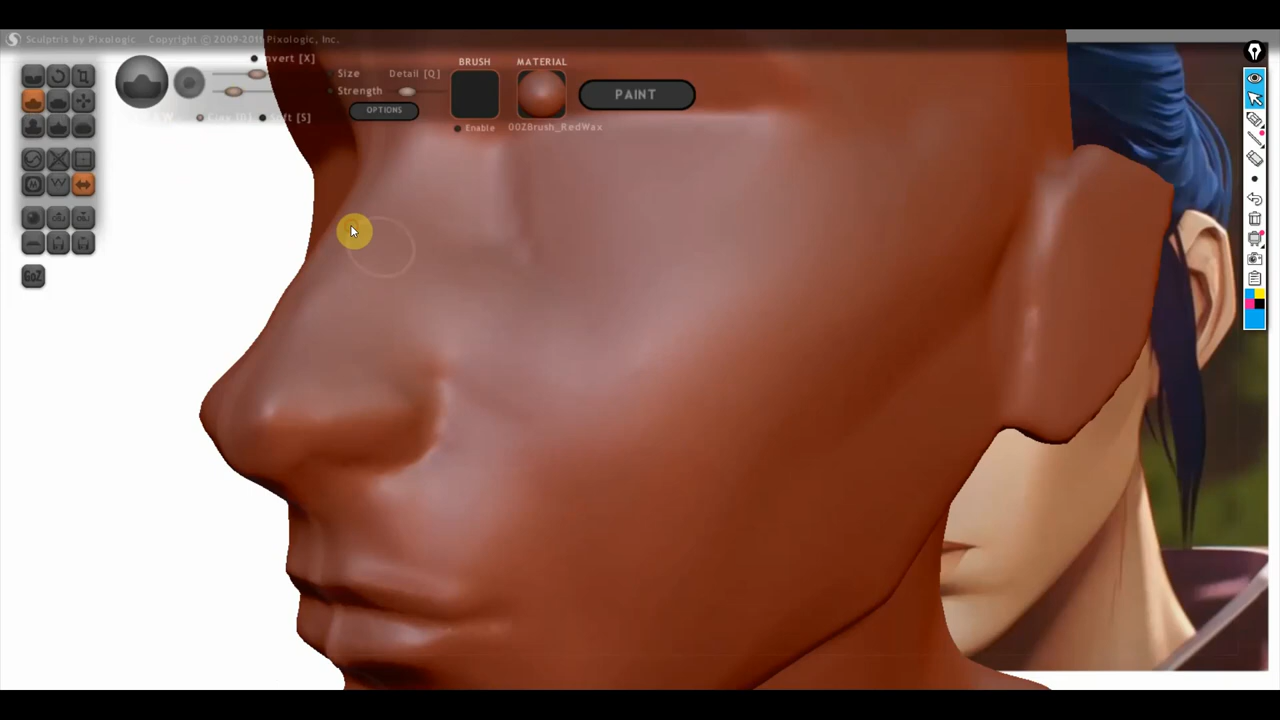 Sculptris by Pixologic Copyright © 2009-2011 Pixologic, Inc.
nvert [X]
Size Detail [Q]
Strength
OPTIONS
BRUSH
Enable
MATERIAL
00ZBrush_RedWax
PAINT
GoZ